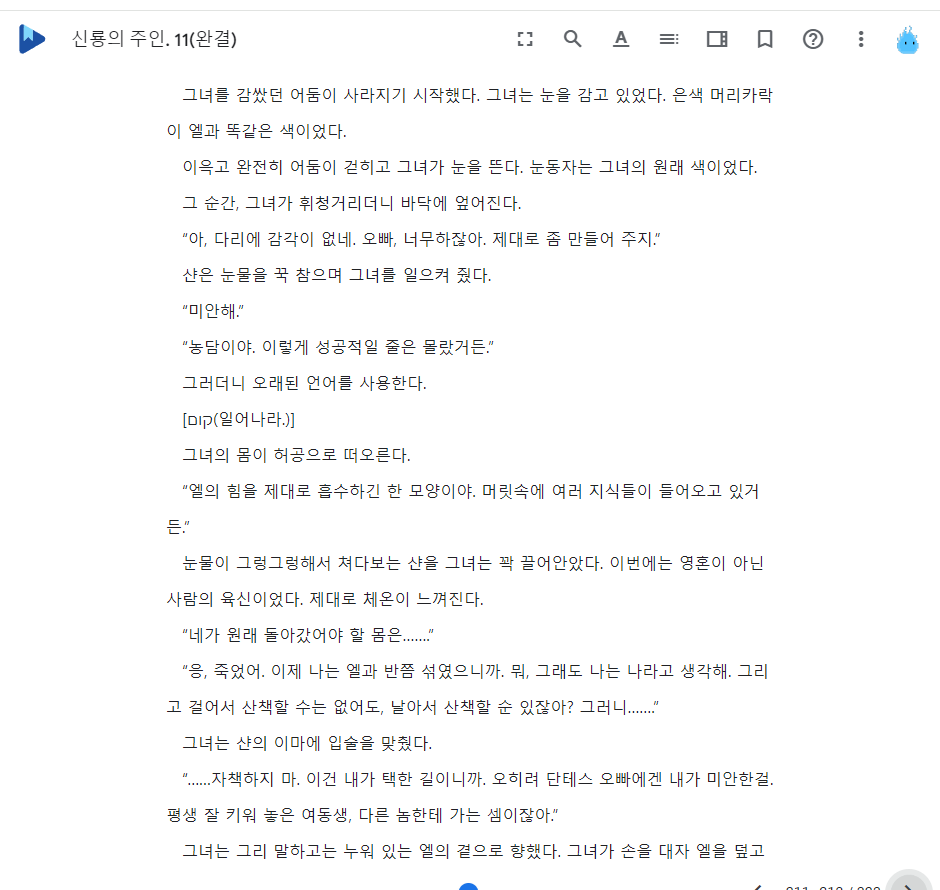 신룡의 주인. 11(완결)
그녀를 감쌌던 어둠이 사라지기 시작했다. 그녀는 눈을 감고 있었다. 은색 머리카락
이 엘과 똑같은 색이었다.
이윽고 완전히 어둠이 걷히고 그녀가 눈을 뜬다. 눈동자는 그녀의 원래 색이었다.
그 순간, 그녀가 휘청거리더니 바닥에 엎어진다.
“아, 다리에 감각이 없네. 오빠, 너무하잖아. 제대로 좀 만들어 주지.”
샨은 눈물을 꾹 참으며 그녀를 일으켜 줬다.
“미안해.”
“농담이야. 이렇게 성공적일 줄은 몰랐거든.”
그러더니 오래된 언어를 사용한다.
[קום(일어나라.)]
그녀의 몸이 허공으로 떠오른다.
“엘의 힘을 제대로 흡수하긴 한 모양이야. 머릿속에 여러 지식들이 들어오고 있거
든.”
눈물이 그렁그렁해서 쳐다보는 샨을 그녀는 꽉 끌어안았다. 이번에는 영혼이 아닌
사람의 육신이었다. 제대로 체온이 느껴진다.
“네가 원래 돌아갔어야 할 몸은…….”
“응, 죽었어. 이제 나는 엘과 반쯤 섞였으니까. 뭐, 그래도 나는 나라고 생각해. 그리
고 걸어서 산책할 수는 없어도, 날아서 산책할 순 있잖아? 그러니…….”
그녀는 샨의 이마에 입술을 맞췄다.
“……자책하지 마. 이건 내가 택한 길이니까. 오히려 단테스 오빠에겐 내가 미안한걸.
평생 잘 키워 놓은 여동생, 다른 놈한테 가는 셈이잖아.”
그녀는 그리 말하고는 누워 있는 엘의 곁으로 향했다. 그녀가 손을 대자 엘을 덮고